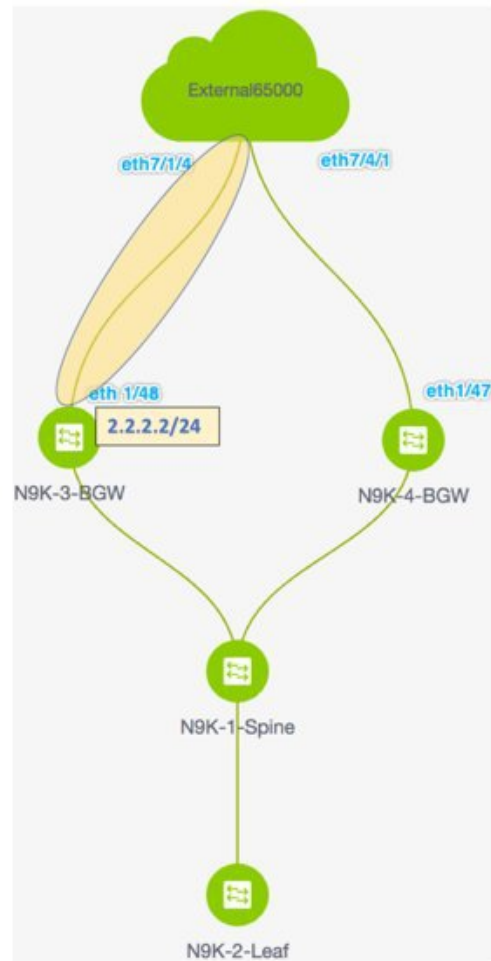 External65000
eth7/1/4
eth7/4/1
eth 1/48
eth1/47
2.2.2.2/24
N9K-3-BGW
N9K-4-BGW
N9K-1-Spine
N9K-2-Leaf